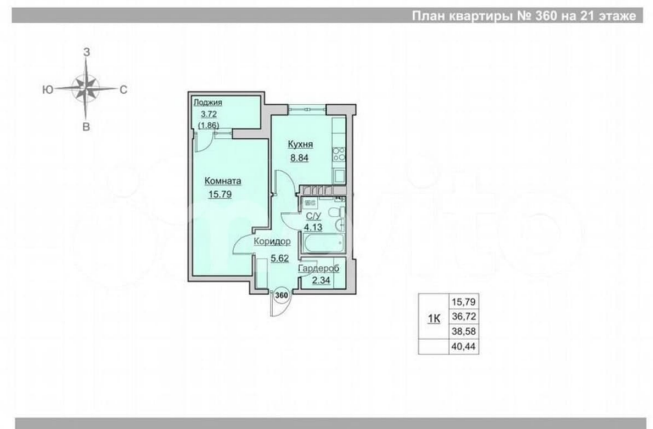 План квартиры № 360 на 21 этаже
З
Ю
С
В
Лоджия
3.72
(1.86)
Кухня
8.84
Комната
15.79
С/У
4.13
Коридор
5.62
Гардероб
2.34
360
1К
15,79
36,72
38,58
40,44